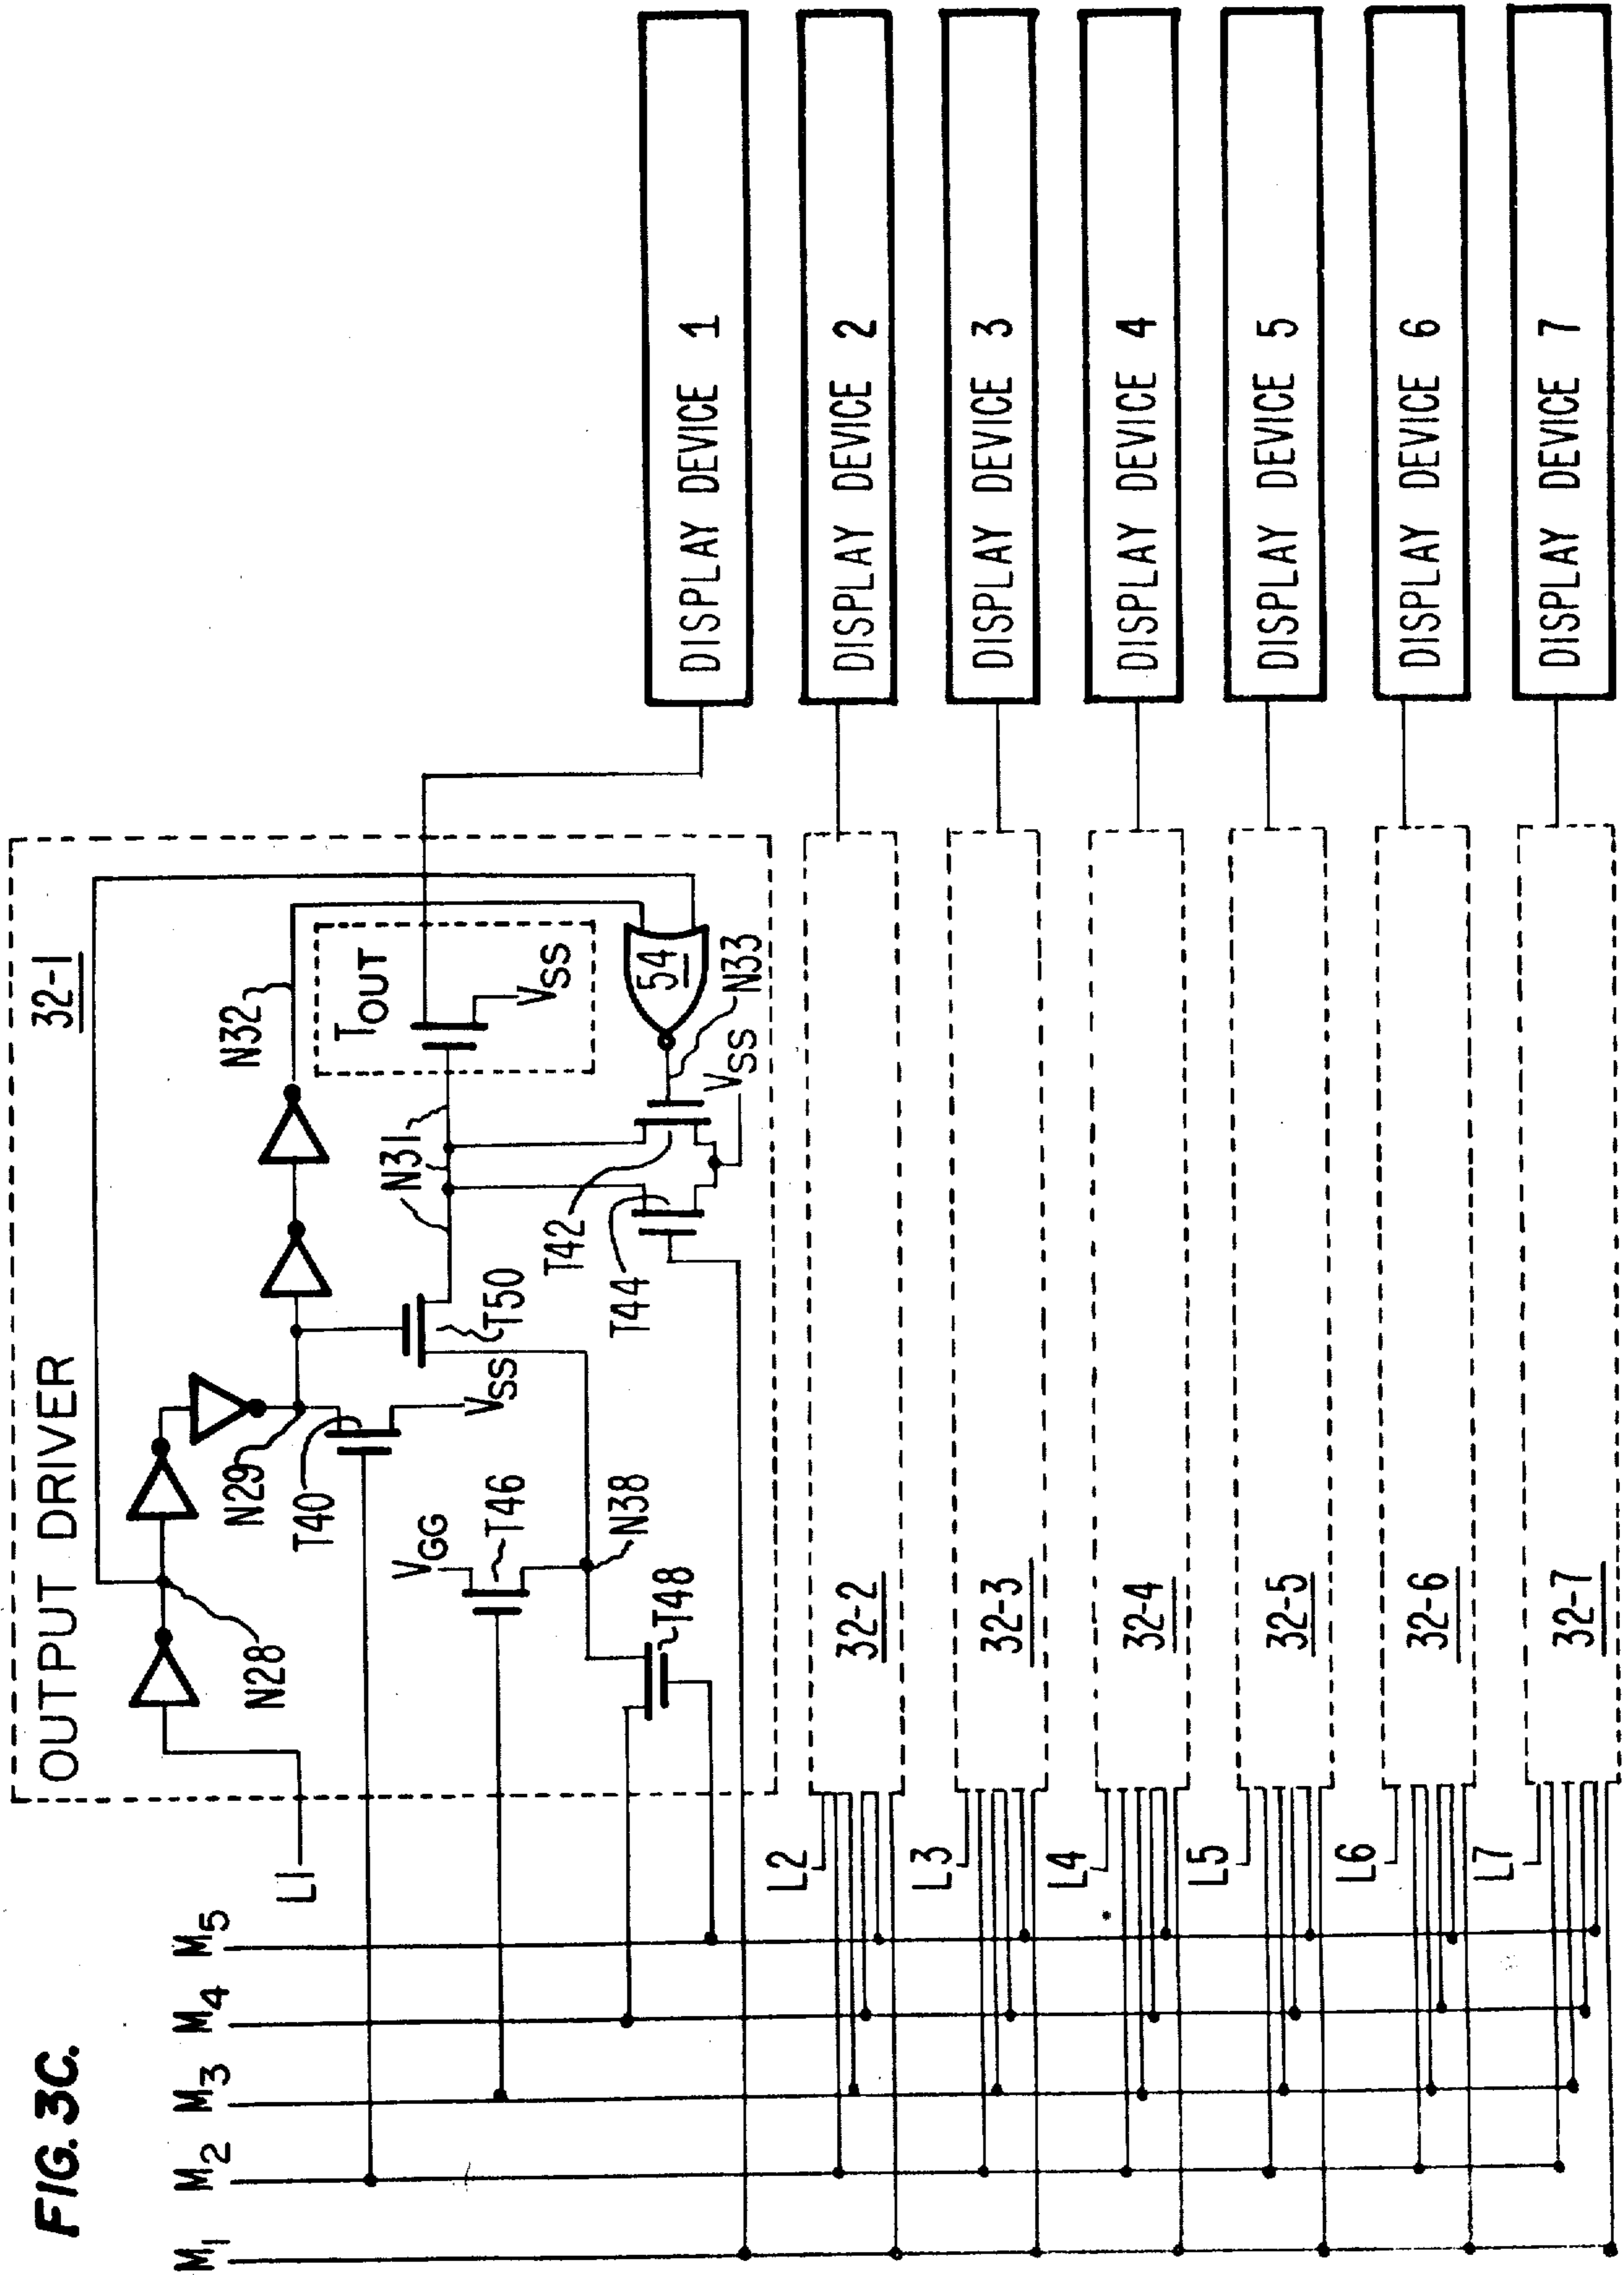 FIG. 3C.
M1
M2
M3
M4
M5
OUTPUT DRIVER
32-1
L1
N28
N29
T40
VSS
N32
TOUT
VSS
VGG
T46
N38
T48
T50
N31
T42
T44
54
N33
VSS
DISPLAY DEVICE 1
L2
32-2
DISPLAY DEVICE 2
L3
32-3
DISPLAY DEVICE 3
L4
32-4
DISPLAY DEVICE 4
L5
32-5
DISPLAY DEVICE 5
L6
32-6
DISPLAY DEVICE 6
L7
32-7
DISPLAY DEVICE 7